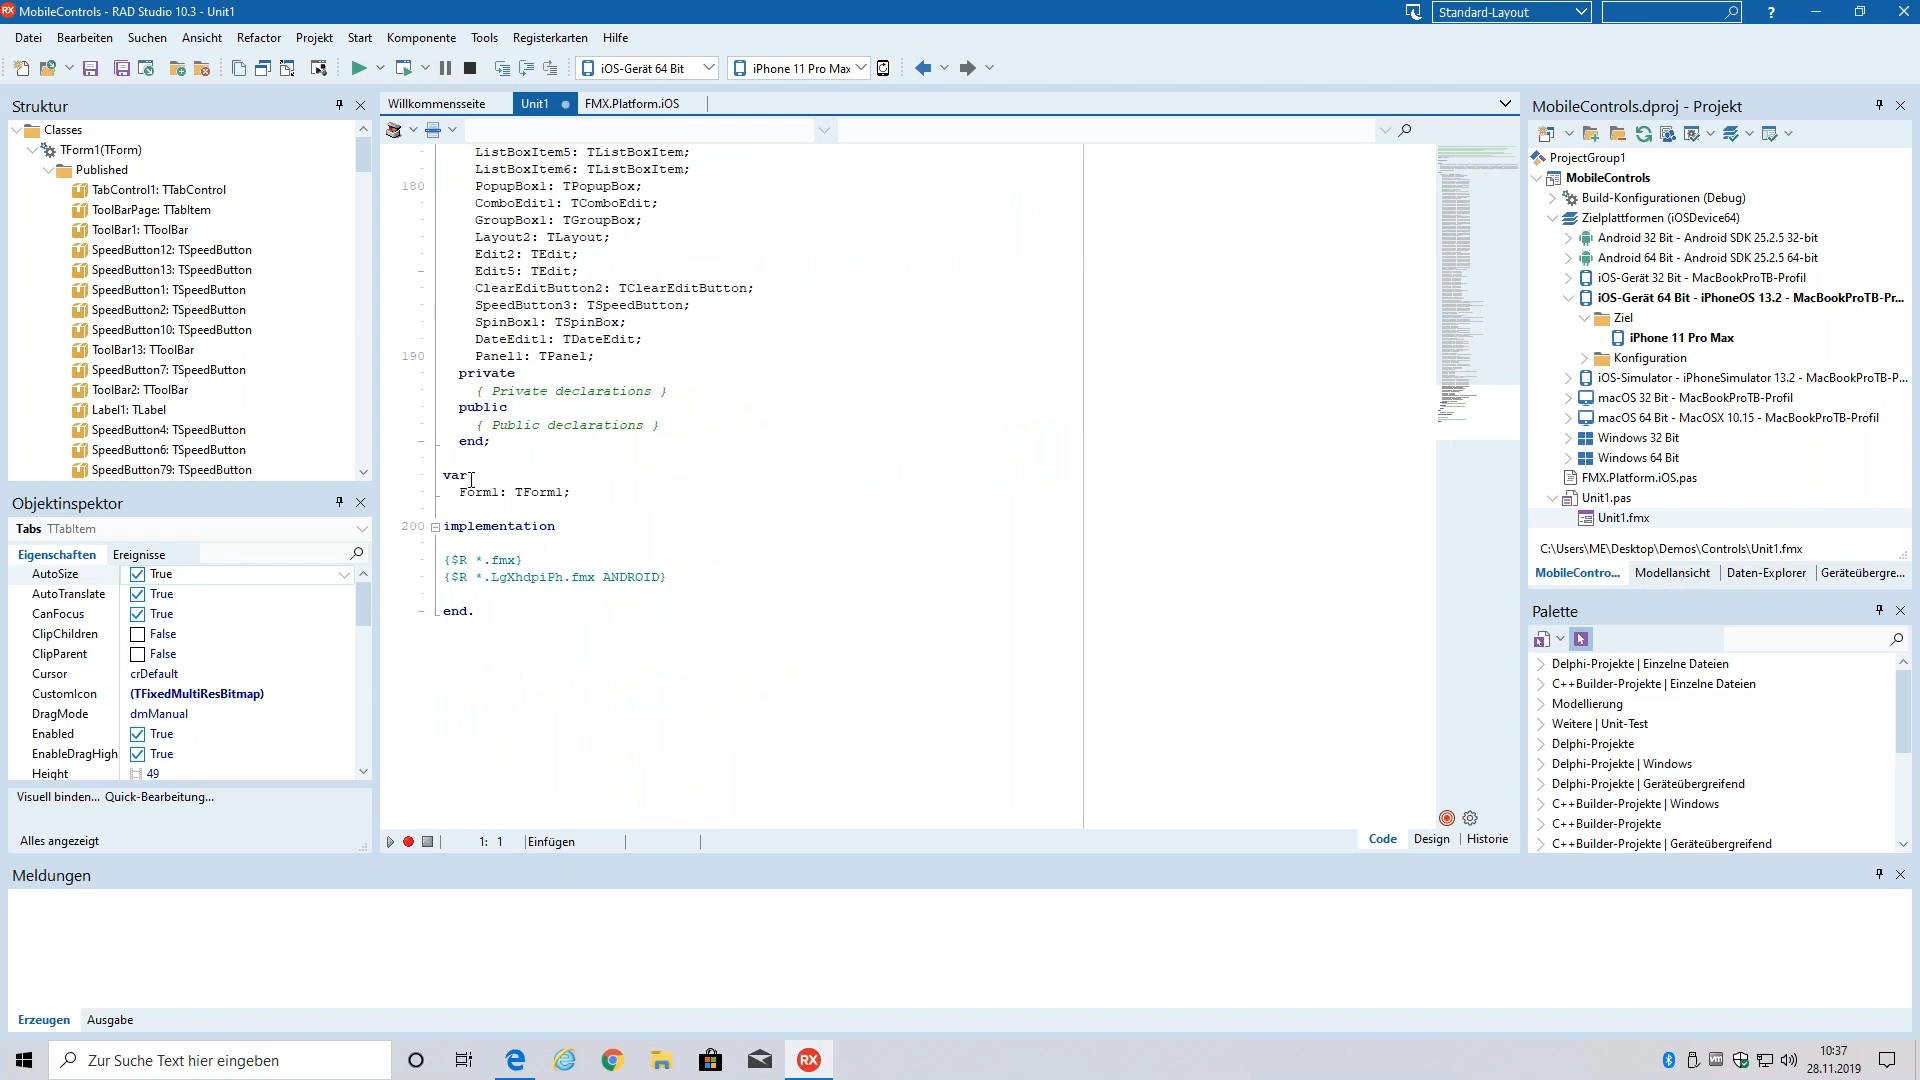 MobileControls - RAD Studio 10.3 - Unit1
Standard-Layout
?
Datei Bearbeiten Suchen Ansicht Refactor Projekt Start Komponente Tools Registerkarten Hilfe
iOS-Gerät 64 Bit
iPhone 11 Pro Max
Struktur
Classes
TForm1(TForm)
Published
TabControl1: TTabControl
ToolBarPage: TTabItem
ToolBar1: TToolBar
SpeedButton12: TSpeedButton
SpeedButton13: TSpeedButton
SpeedButton1: TSpeedButton
SpeedButton2: TSpeedButton
SpeedButton10: TSpeedButton
ToolBar13: TToolBar
SpeedButton7: TSpeedButton
ToolBar2: TToolBar
Label1: TLabel
SpeedButton4: TSpeedButton
SpeedButton6: TSpeedButton
SpeedButton79: TSpeedButton
Objektinspektor
Tabs TTabItem
Eigenschaften Ereignisse
AutoSize True
AutoTranslate True
CanFocus True
ClipChildren False
ClipParent False
Cursor crDefault
CustomIcon (TFixedMultiResBitmap)
DragMode dmManual
Enabled True
EnableDragHigh True
Height 49
Visuell binden... Quick-Bearbeitung...
Alles angezeigt
Willkommensseite Unit1 FMX.Platform.iOS
ListBoxItem5: TListBoxItem;
ListBoxItem6: TListBoxItem;
180 PopupBox1: TPopupBox;
ComboEdit1: TComboEdit;
GroupBox1: TGroupBox;
Layout2: TLayout;
Edit2: TEdit;
Edit5: TEdit;
ClearEditButton2: TClearEditButton;
SpeedButton3: TSpeedButton;
SpinBox1: TSpinBox;
DateEdit1: TDateEdit;
190 Panel1: TPanel;
private
{ Private declarations }
public
{ Public declarations }
end;
var
Form1: TForm1;
200 implementation
{$R *.fmx}
{$R *.LgXhdpiPh.fmx ANDROID}
end.
1: 1 Einfügen
Code Design Historie
MobileControls.dproj - Projekt
ProjectGroup1
MobileControls
Build-Konfigurationen (Debug)
Zielplattformen (iOSDevice64)
Android 32 Bit - Android SDK 25.2.5 32-bit
Android 64 Bit - Android SDK 25.2.5 64-bit
iOS-Gerät 32 Bit - MacBookProTB-Profil
iOS-Gerät 64 Bit - iPhoneOS 13.2 - MacBookProTB-Pr...
Ziel
iPhone 11 Pro Max
Konfiguration
iOS-Simulator - iPhoneSimulator 13.2 - MacBookProTB-P...
macOS 32 Bit - MacBookProTB-Profil
macOS 64 Bit - MacOSX 10.15 - MacBookProTB-Profil
Windows 32 Bit
Windows 64 Bit
FMX.Platform.iOS.pas
Unit1.pas
Unit1.fmx
C:\Users\ME\Desktop\Demos\Controls\Unit1.fmx
MobileContro... Modellansicht Daten-Explorer Geräteübergre...
Palette
Delphi-Projekte | Einzelne Dateien
C++Builder-Projekte | Einzelne Dateien
Modellierung
Weitere | Unit-Test
Delphi-Projekte
Delphi-Projekte | Windows
Delphi-Projekte | Geräteübergreifend
C++Builder-Projekte | Windows
C++Builder-Projekte
C++Builder-Projekte | Geräteübergreifend
Meldungen
Erzeugen Ausgabe
Zur Suche Text hier eingeben
RX
10:37
28.11.2019